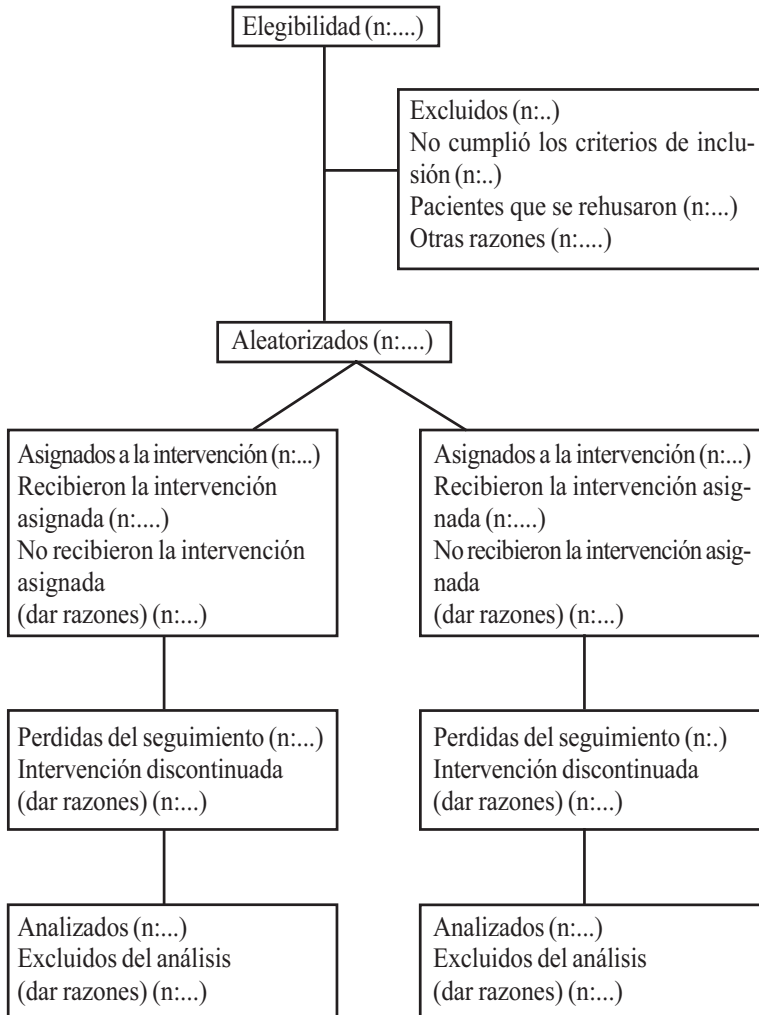 Elegibilidad (n:....)
Excluidos (n:..)
No cumplió los criterios de inclu-
sión (n:..)
Pacientes que se rehusaron (n:...)
Otras razones (n:....)
Aleatorizados (n:....)
Asignados a la intervención (n:...)
Recibieron la intervención
asignada (n:....)
No recibieron la intervención
asignada
(dar razones) (n:...)
Asignados a la intervención (n:...)
Recibieron la intervención asig-
nada (n:....)
No recibieron la intervención asig-
nada
(dar razones) (n:...)
Perdidas del seguimiento (n:...)
Intervención discontinuada
(dar razones) (n:...)
Perdidas del seguimiento (n:.)
Intervención discontinuada
(dar razones) (n:...)
Analizados (n:...)
Excluidos del análisis
(dar razones) (n:...)
Analizados (n:...)
Excluidos del análisis
(dar razones) (n:...)